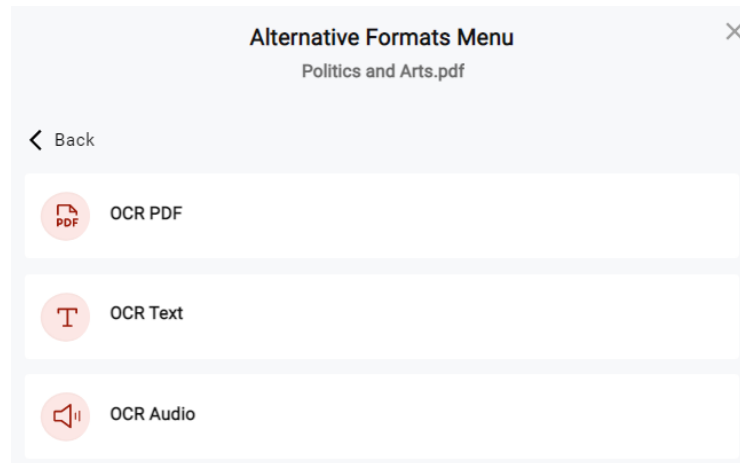 Alternative Formats Menu
Politics and Arts.pdf
Back
PDF
OCR PDF
T
OCR Text
OCR Audio